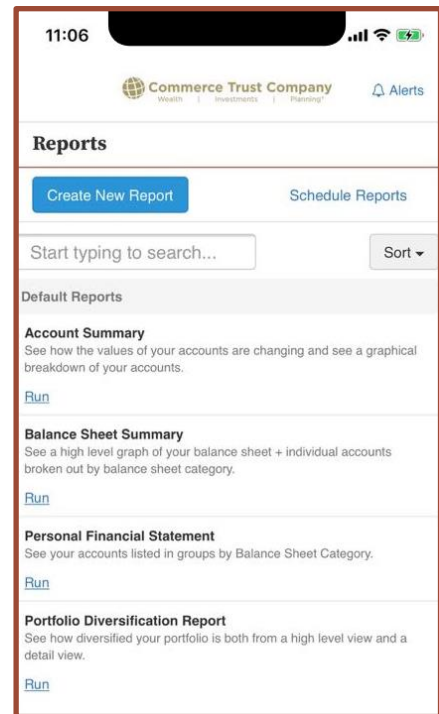 11:06
Commerce Trust Company
Wealth | Investments | Planning®
Alerts
Reports
Create New Report
Schedule Reports
Start typing to search...
Sort
Default Reports
Account Summary
See how the values of your accounts are changing and see a graphical
breakdown of your accounts.
Run
Balance Sheet Summary
See a high level graph of your balance sheet + individual accounts
broken out by balance sheet category.
Run
Personal Financial Statement
See your accounts listed in groups by Balance Sheet Category.
Run
Portfolio Diversification Report
See how diversified your portfolio is both from a high level view and a
detail view.
Run